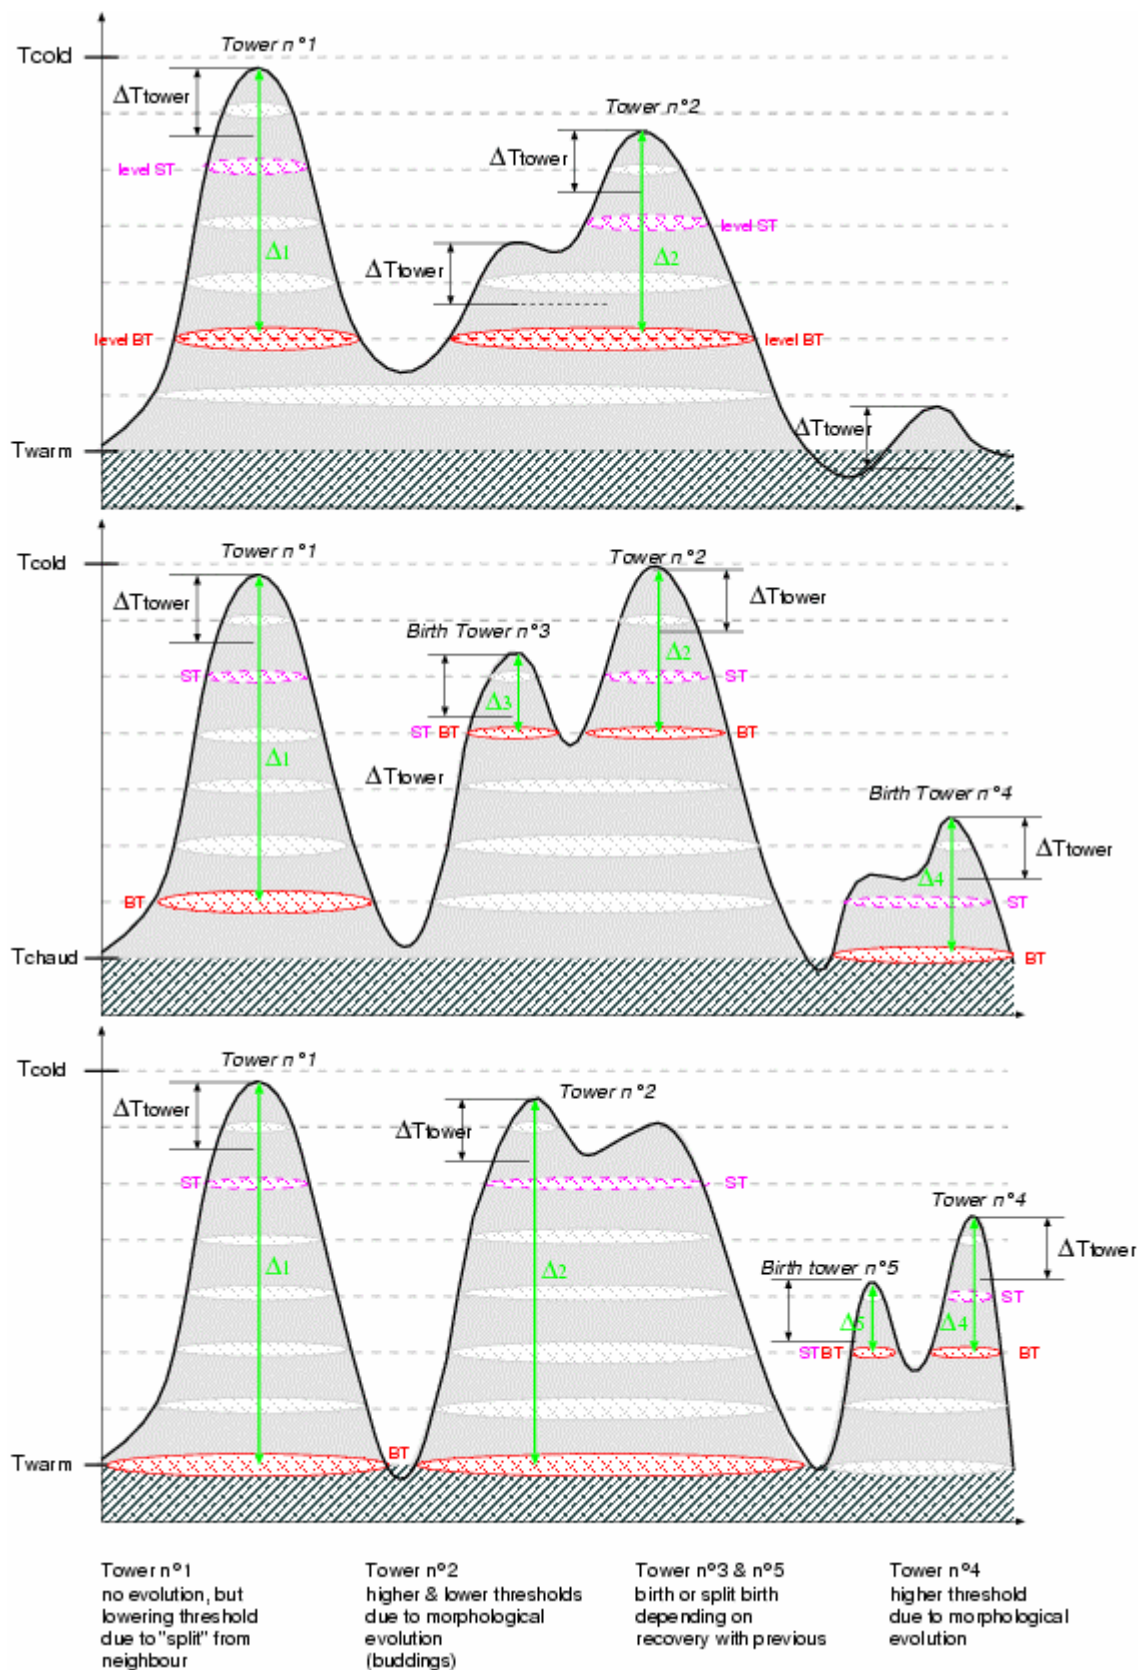 Tower n°1
Tcold
ΔTtower
Tower n°2
ΔTtower
level ST
level ST
Δ1
Δ2
ΔTtower
level BT
level BT
ΔTtower
Twarm
Tower n°1
Tower n°2
Tcold
ΔTtower
ΔTtower
Birth Tower n°3
Δ2
ST
ST
Δ3
ST BT
BT
Δ1
ΔTtower
Birth Tower n°4
ΔTtower
Δ4
BT
ST
Tchaud
BT
Tower n°1
Tcold
Tower n°2
ΔTtower
ΔTtower
ST
ST
Tower n°4
ΔTtower
Birth tower n°5
Δ1
Δ2
ST
Δ5
Δ4
STBT
BT
BT
Twarm
Tower n°1
no evolution, but
lowering threshold
due to "split" from
neighbour
Tower n°2
higher & lower thresholds
due to morphological
evolution
(buddings)
Tower n°3 & n°5
birth or split birth
depending on
recovery with previous
Tower n°4
higher threshold
due to morphological
evolution